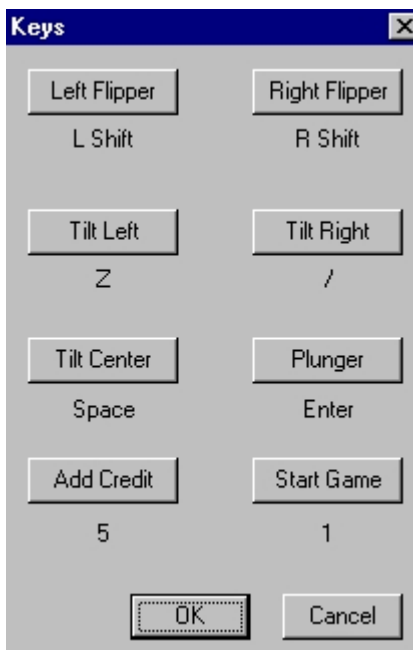 Keys
Left Flipper Right Flipper
L Shift R Shift
Tilt Left Tilt Right
Z /
Tilt Center Plunger
Space Enter
Add Credit Start Game
5 1
OK Cancel